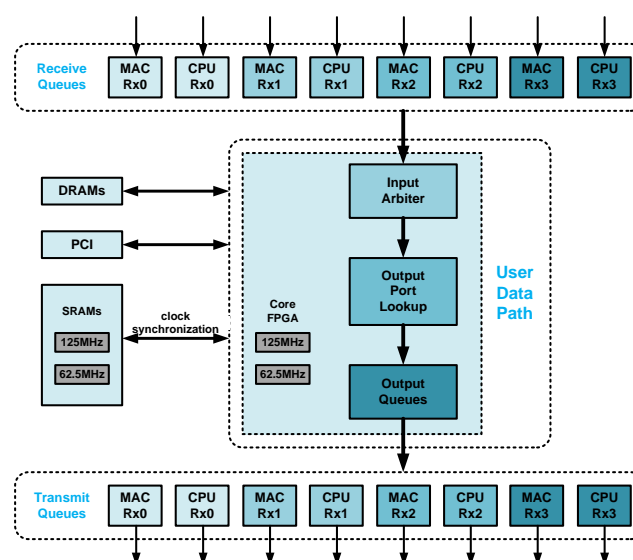 Receive
Queues
MAC
Rx0
CPU
Rx0
MAC
Rx1
CPU
Rx1
MAC
Rx2
CPU
Rx2
MAC
Rx3
CPU
Rx3
DRAMs
PCI
SRAMs
125MHz
62.5MHz
clock
synchronization
Core
FPGA
125MHz
62.5MHz
Input
Arbiter
Output
Port
Lookup
Output
Queues
User
Data
Path
Transmit
Queues
MAC
Rx0
CPU
Rx0
MAC
Rx1
CPU
Rx1
MAC
Rx2
CPU
Rx2
MAC
Rx3
CPU
Rx3